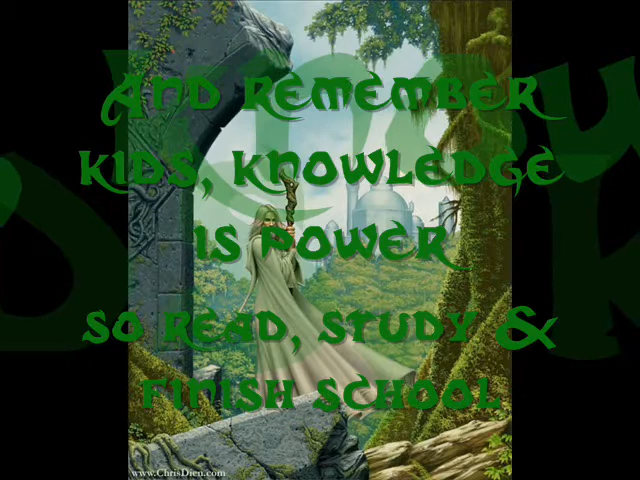 And remember
kids, knowledge
is power
so read, study &
finish school
www.ChrisDien.com